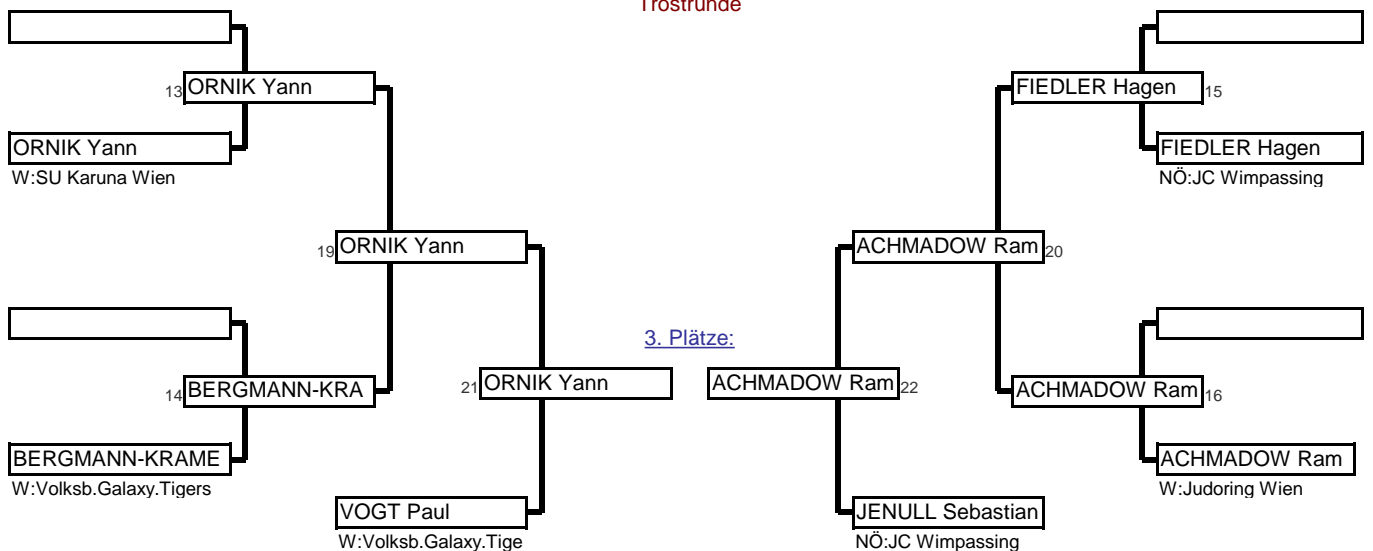 Trostrunde
13 ORNIK Yann
FIEDLER Hagen 15
ORNIK Yann
W:SU Karuna Wien
FIEDLER Hagen
NÖ:JC Wimpassing
19 ORNIK Yann
ACHMADOW Ram 20
3. Plätze:
14 BERGMANN-KRA
21 ORNIK Yann
ACHMADOW Ram 22
ACHMADOW Ram 16
BERGMANN-KRAME
W:Volksb.Galaxy.Tigers
ACHMADOW Ram
W:Judoring Wien
VOGT Paul
W:Volksb.Galaxy.Tige
JENULL Sebastian
NÖ:JC Wimpassing